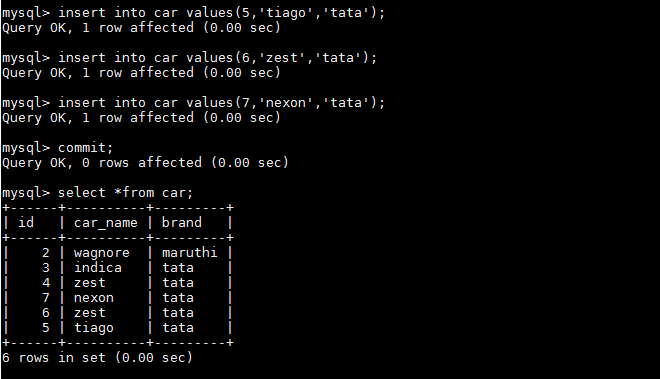 mysql> insert into car values(5,'tiago','tata');
Query OK, 1 row affected (0.00 sec)
mysql> insert into car values(6,'zest','tata');
Query OK, 1 row affected (0.00 sec)
mysql> insert into car values(7,'nexon','tata');
Query OK, 1 row affected (0.00 sec)
mysql> commit;
Query OK, 0 rows affected (0.00 sec)
mysql> select *from car;
+------+----------+---------+
| id   | car_name | brand   |
+------+----------+---------+
|    2 | wagnore  | maruthi |
|    3 | indica   | tata    |
|    4 | zest     | tata    |
|    7 | nexon    | tata    |
|    6 | zest     | tata    |
|    5 | tiago    | tata    |
+------+----------+---------+
6 rows in set (0.00 sec)